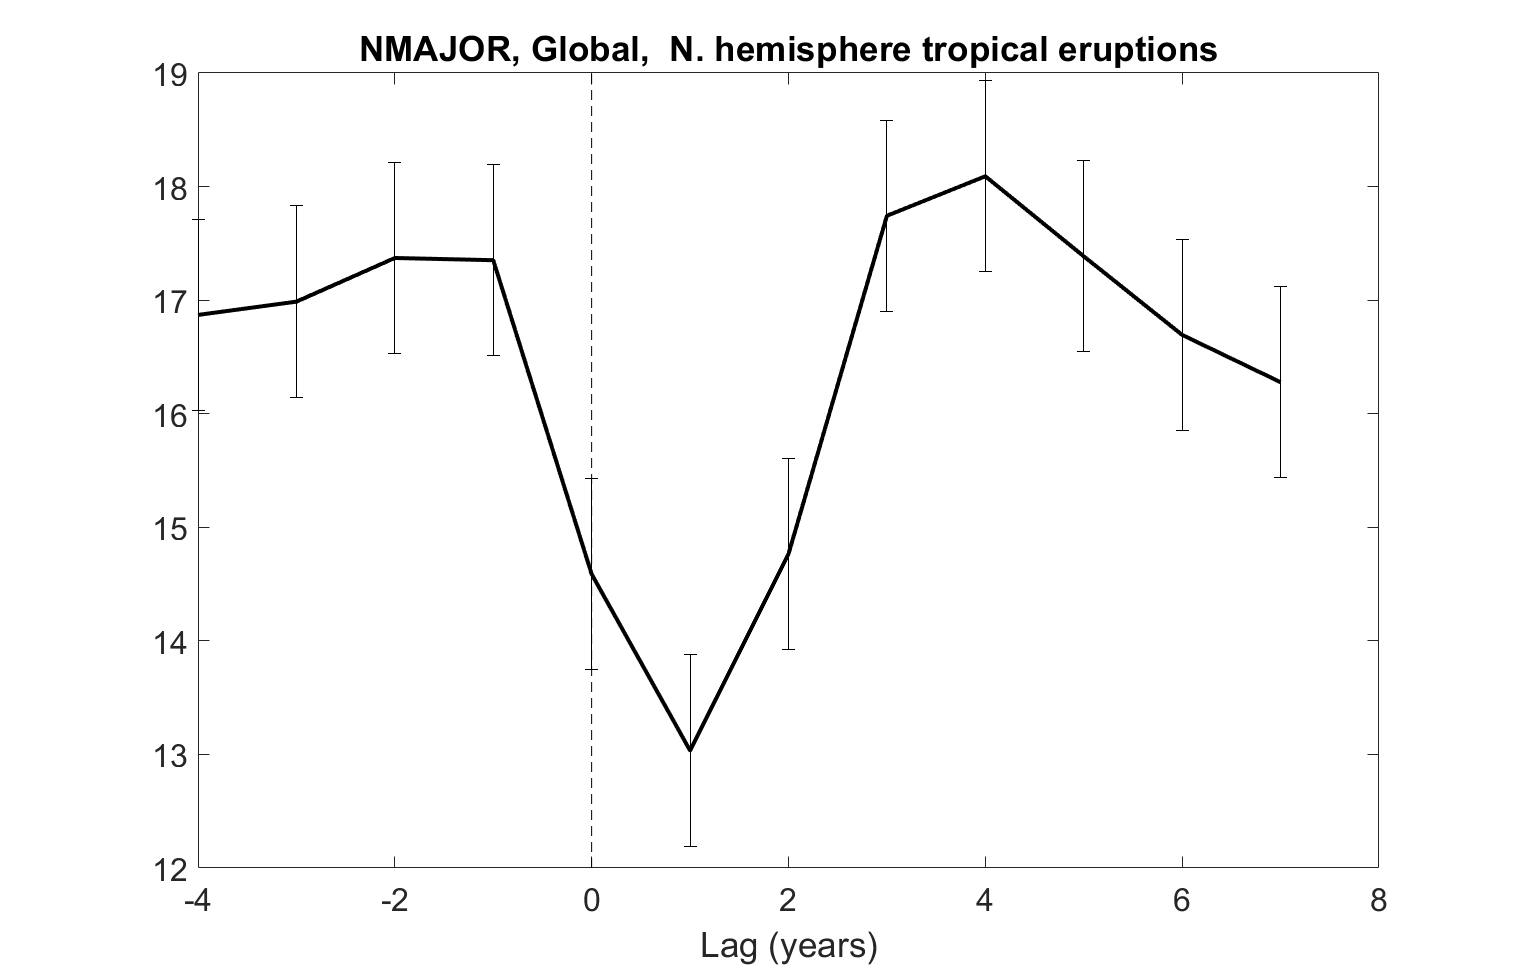 NMAJOR, Global,  N. hemisphere tropical eruptions
19
18
17
16
15
14
13
12
-4 -2 0 2 4 6 8
Lag (years)